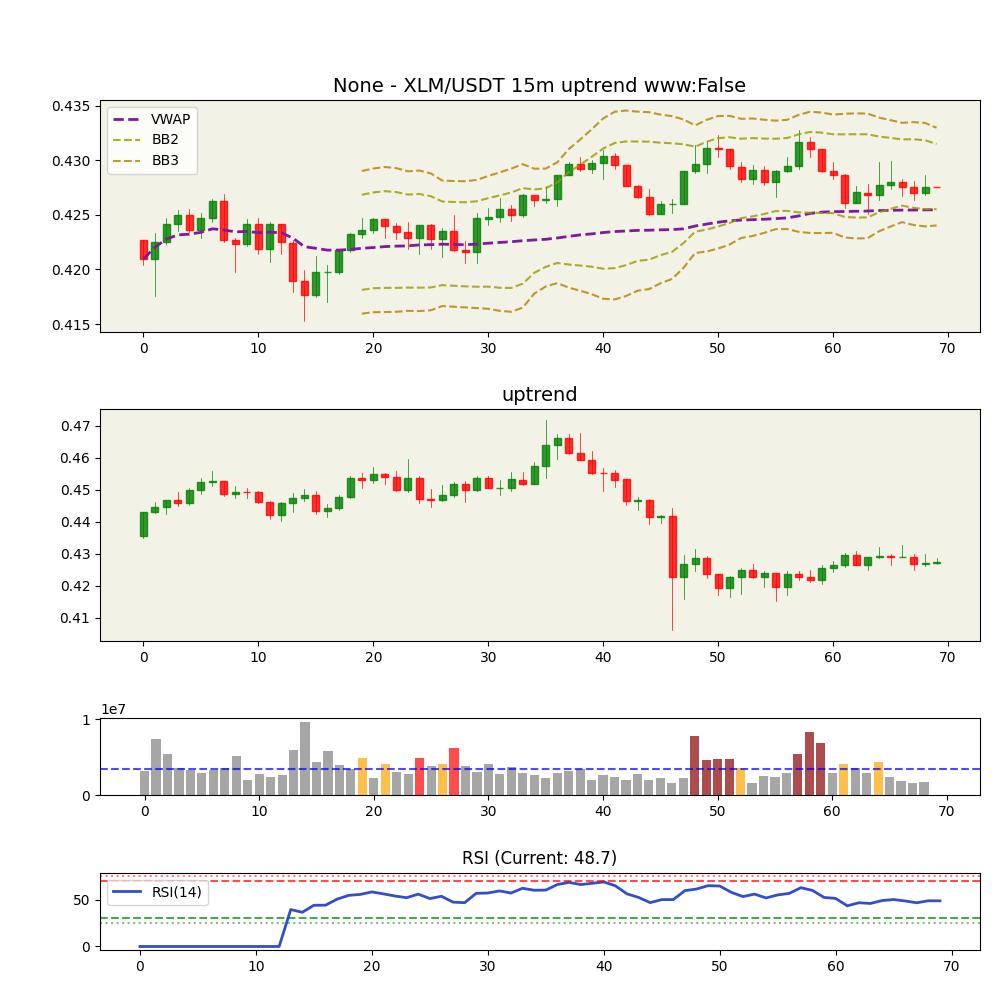 None - XLM/USDT 15m uptrend www:False
VWAP
BB2
BB3
0.435
0.430
0.425
0.420
0.415
0 10 20 30 40 50 60 70
uptrend
0.47
0.46
0.45
0.44
0.43
0.42
0.41
0 10 20 30 40 50 60 70
1e7
1
0
0 10 20 30 40 50 60 70
RSI (Current: 48.7)
RSI(14)
50
0
0 10 20 30 40 50 60 70